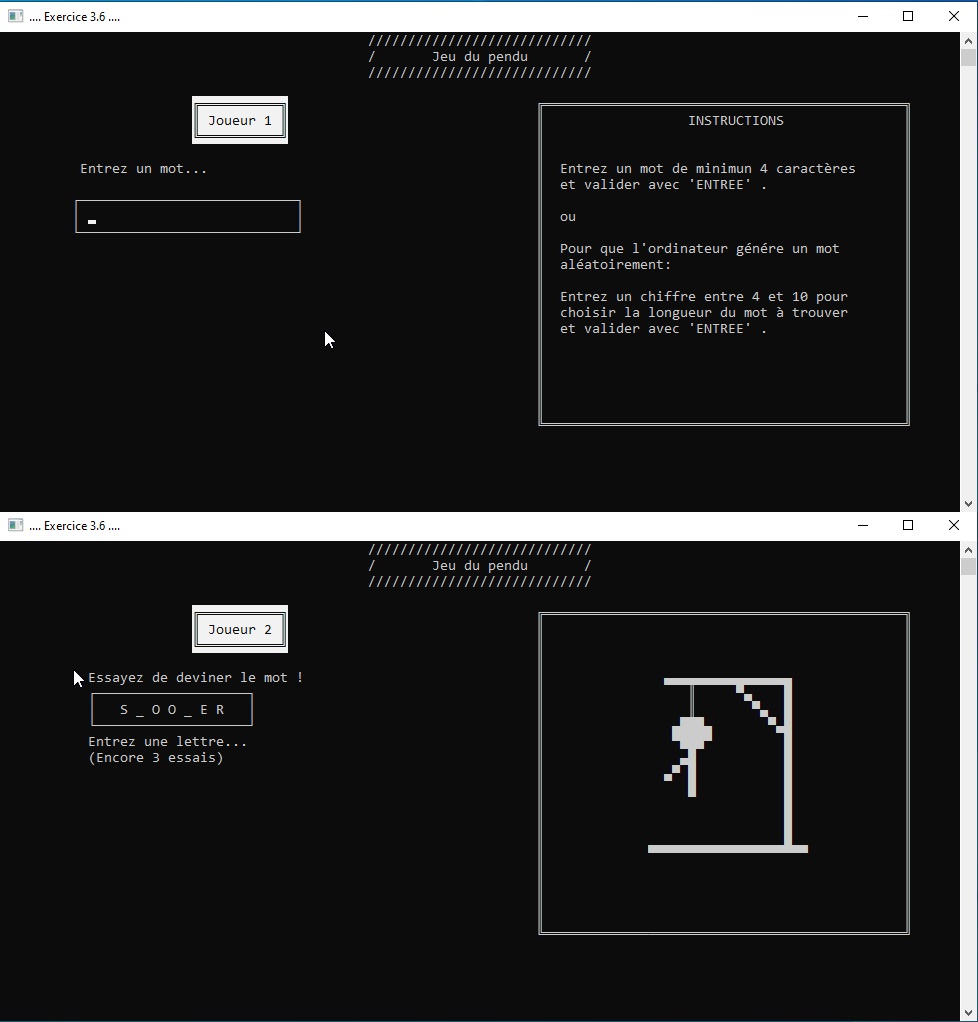 .... Exercice 3.6 ....
////////////////////////////
/ Jeu du pendu /
////////////////////////////
Joueur 1
Entrez un mot...
INSTRUCTIONS
Entrez un mot de minimun 4 caractères
et valider avec 'ENTREE' .
ou
Pour que l'ordinateur génére un mot
aléatoirement:
Entrez un chiffre entre 4 et 10 pour
choisir la longueur du mot à trouver
et valider avec 'ENTREE' .
.... Exercice 3.6 ....
////////////////////////////
/ Jeu du pendu /
////////////////////////////
Joueur 2
Essayez de deviner le mot !
S _ O O _ E R
Entrez une lettre...
(Encore 3 essais)